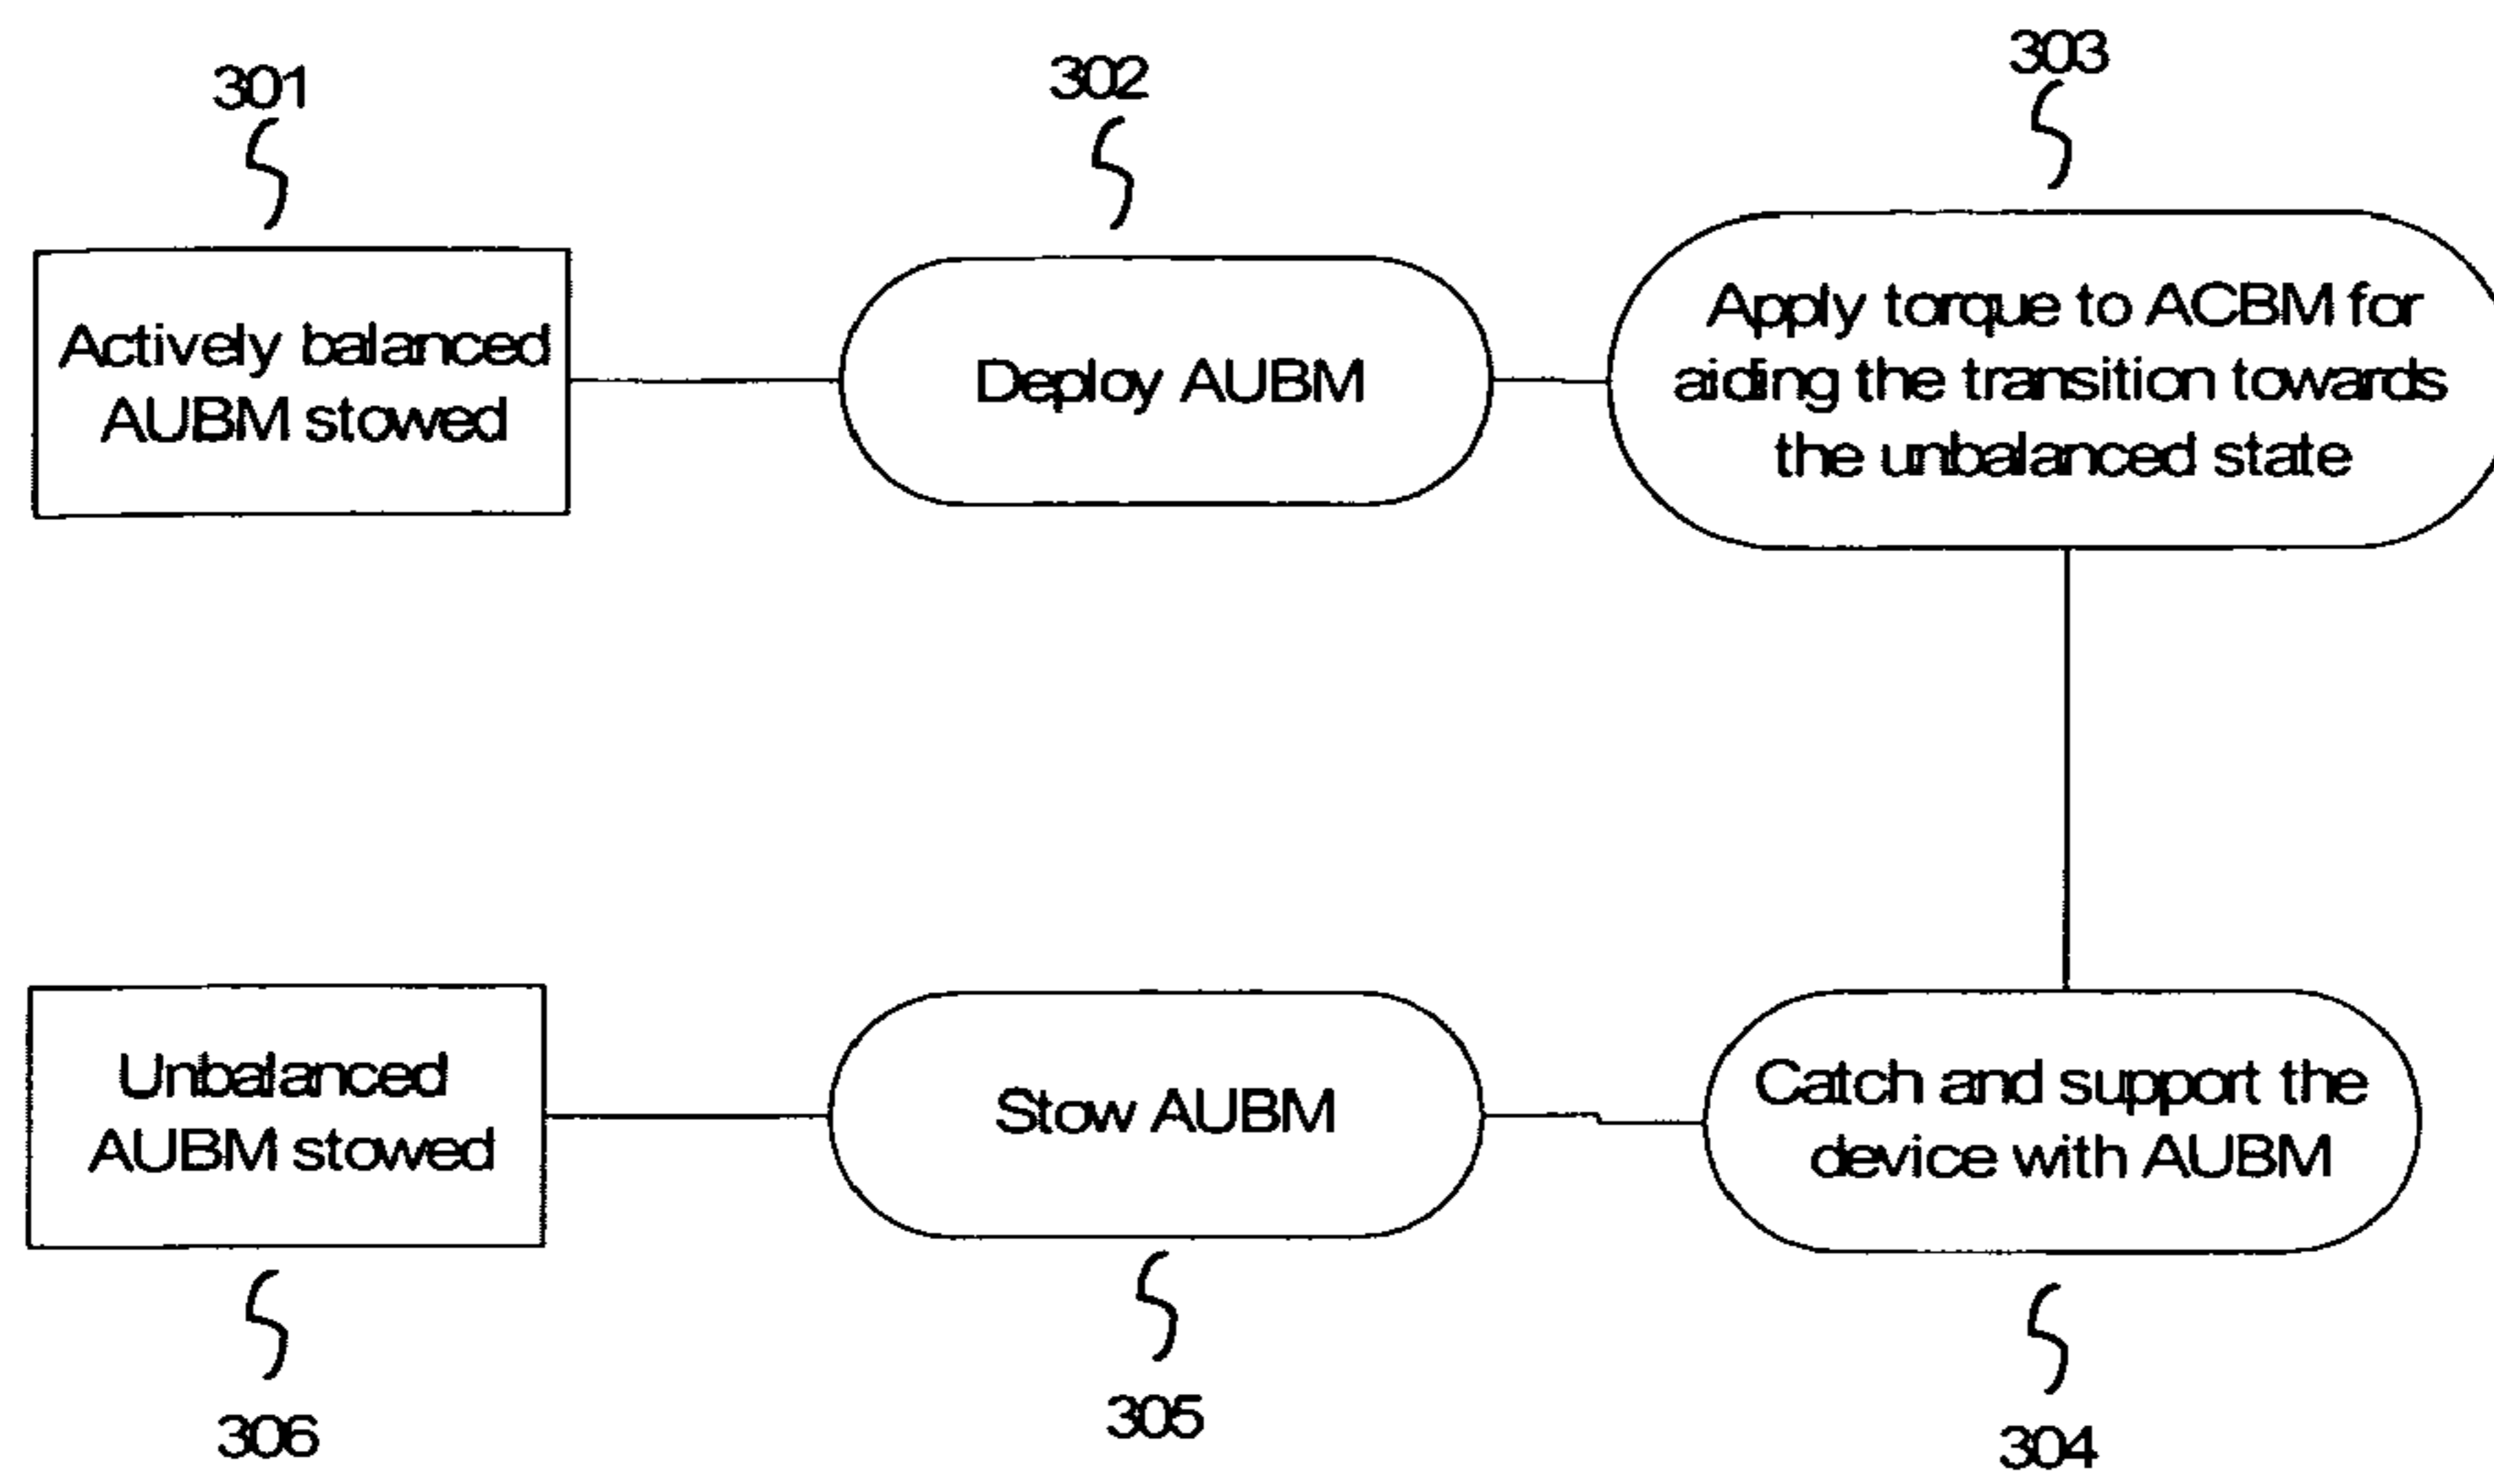 301
302
303
Actively balanced
AUBM stowed
Deploy AUBM
Apply torque to ACBM for
aiding the transition towards
the unbalanced state
Unbalanced
AUBM stowed
Stow AUBM
Catch and support the
device with AUBM
306
305
304